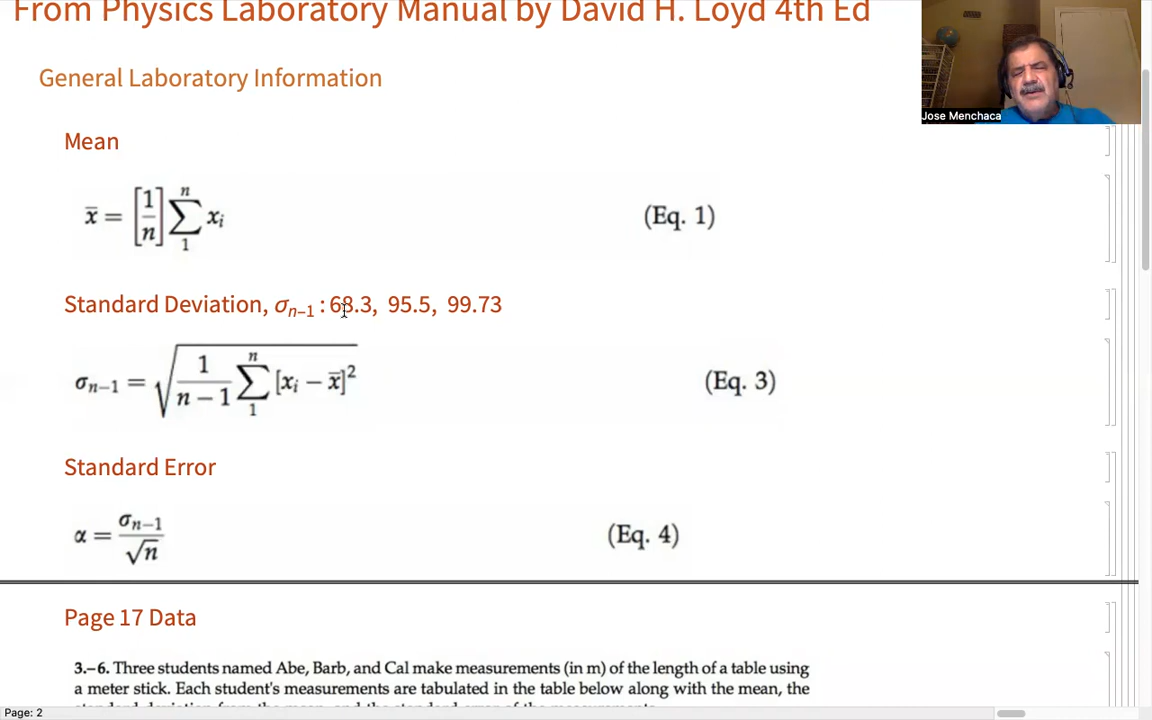 From Physics Laboratory Manual by David H. Loyd 4th Ed
General Laboratory Information
Jose Menchaca
Mean
x̄ = [1/n] ∑₁ⁿ xᵢ (Eq. 1)
Standard Deviation, σₙ₋₁ : 68.3, 95.5, 99.73
σₙ₋₁ = √(1/(n − 1) ∑₁ⁿ [xᵢ − x̄]²) (Eq. 3)
Standard Error
α = σₙ₋₁/√n (Eq. 4)
Page 17 Data
3.–6. Three students named Abe, Barb, and Cal make measurements (in m) of the length of a table using
a meter stick. Each student's measurements are tabulated in the table below along with the mean, the
Page: 2